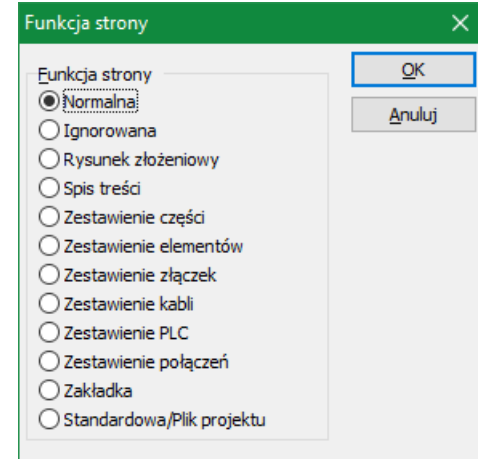 Funkcja strony
Funkcja strony
OK
Normalna
Anuluj
Ignorowana
Rysunek złożeniowy
Spis treści
Zestawienie części
Zestawienie elementów
Zestawienie złączek
Zestawienie kabli
Zestawienie PLC
Zestawienie połączeń
Zakładka
Standardowa/Plik projektu